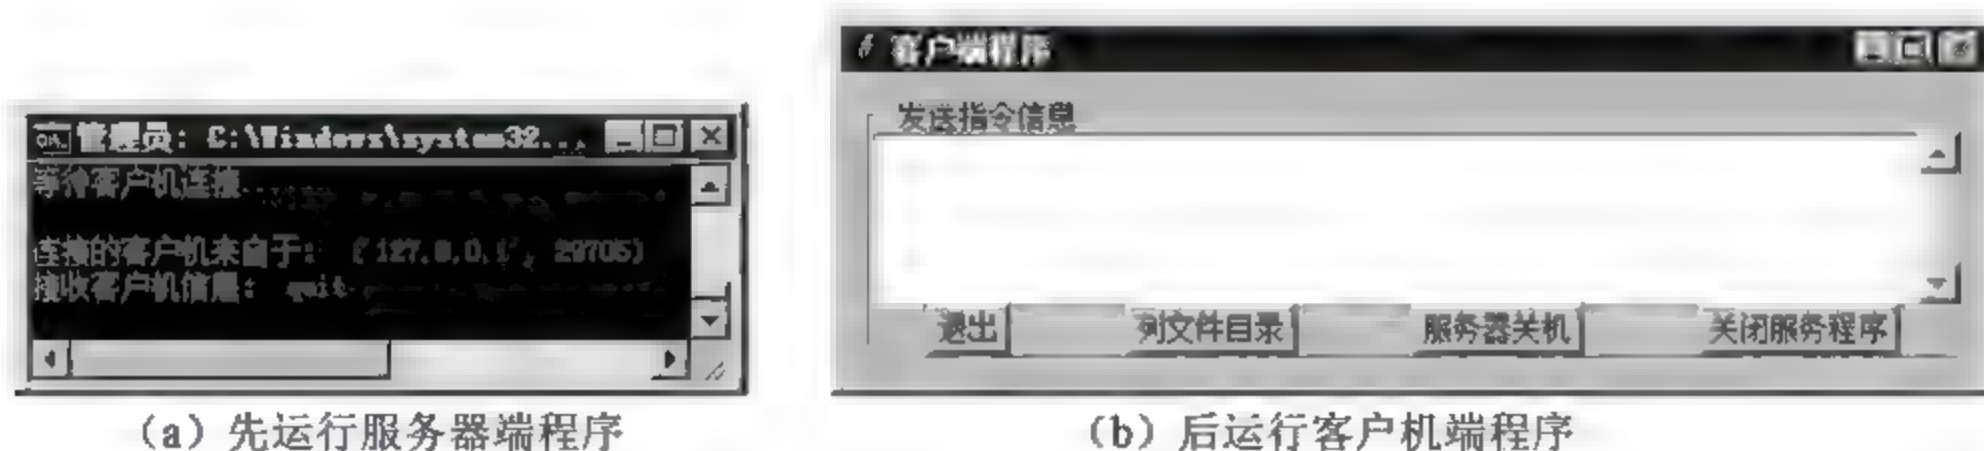 管理员: C:\Windows\system32...
等待客户机连接
连接的客户机来自于: ('127.0.0.1', 29705)
接收客户机信息: quit
(a) 先运行服务器端程序
客户端程序
发送指令信息
退出 列文件目录 服务器关机 关闭服务程序
(b) 后运行客户机端程序